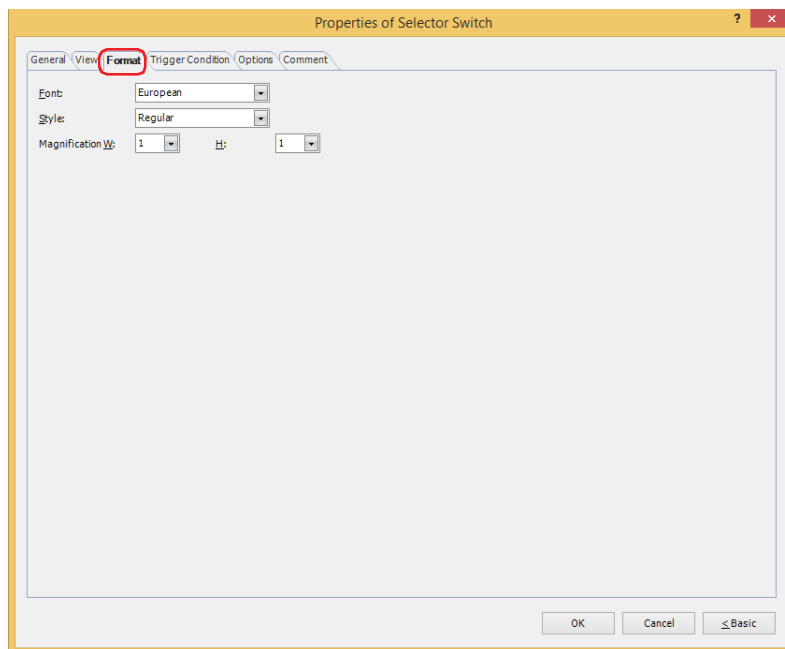 Properties of Selector Switch ? ×
General View Format Trigger Condition Options Comment
Font: European
Style: Regular
Magnification W: 1 H: 1
OK Cancel < Basic